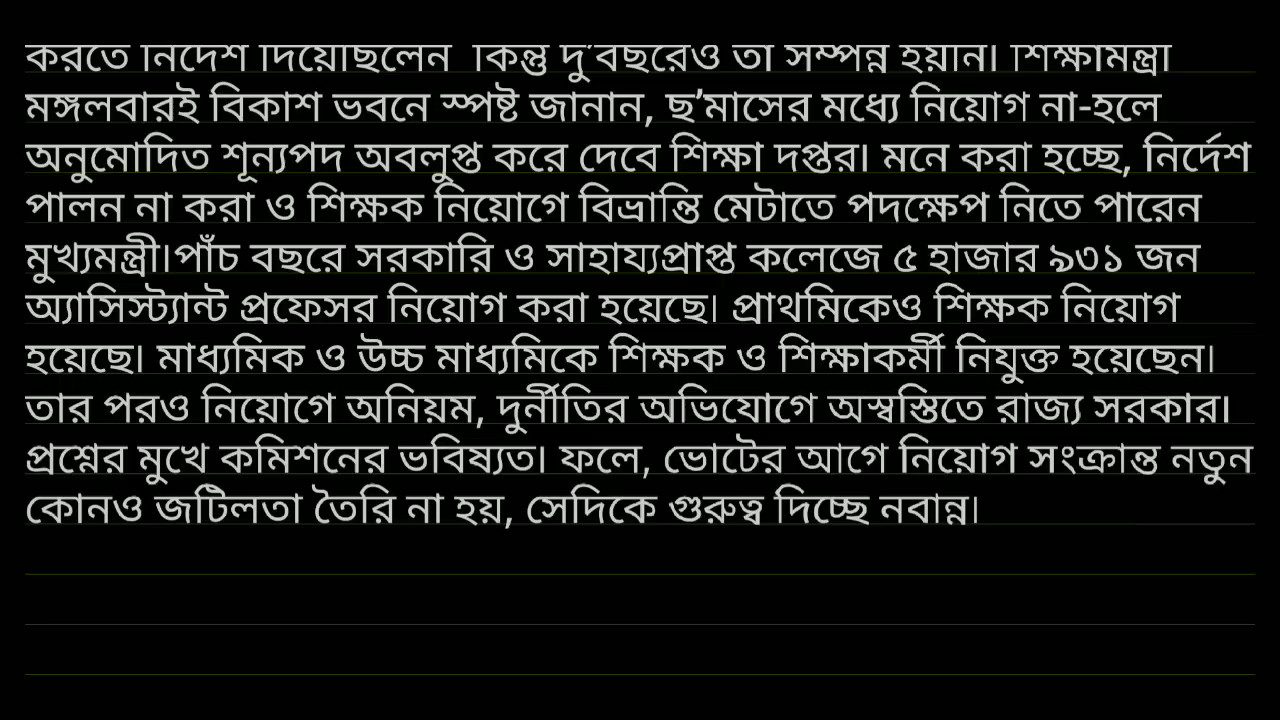 করতে নির্দেশ দিয়েছিলেন কিন্তু দু'বছরেও তা সম্পন্ন হয়নি। শিক্ষামন্ত্রী
মঙ্গলবারই বিকাশ ভবনে স্পষ্ট জানান, ছ’মাসের মধ্যে নিয়োগ না-হলে
অনুমোদিত শূন্যপদ অবলুপ্ত করে দেবে শিক্ষা দপ্তর। মনে করা হচ্ছে, নির্দেশ
পালন না করা ও শিক্ষক নিয়োগে বিভ্রান্তি মেটাতে পদক্ষেপ নিতে পারেন
মুখ্যমন্ত্রী।পাঁচ বছরে সরকারি ও সাহায্যপ্রাপ্ত কলেজে ৫ হাজার ৯৩১ জন
অ্যাসিস্ট্যান্ট প্রফেসর নিয়োগ করা হয়েছে। প্রাথমিকেও শিক্ষক নিয়োগ
হয়েছে। মাধ্যমিক ও উচ্চ মাধ্যমিকে শিক্ষক ও শিক্ষাকর্মী নিযুক্ত হয়েছেন।
তার পরও নিয়োগে অনিয়ম, দুর্নীতির অভিযোগে অস্বস্তিতে রাজ্য সরকার।
প্রশ্নের মুখে কমিশনের ভবিষ্যত। ফলে, ভোটের আগে নিয়োগ সংক্রান্ত নতুন
কোনও জটিলতা তৈরি না হয়, সেদিকে গুরুত্ব দিচ্ছে নবান্ন।